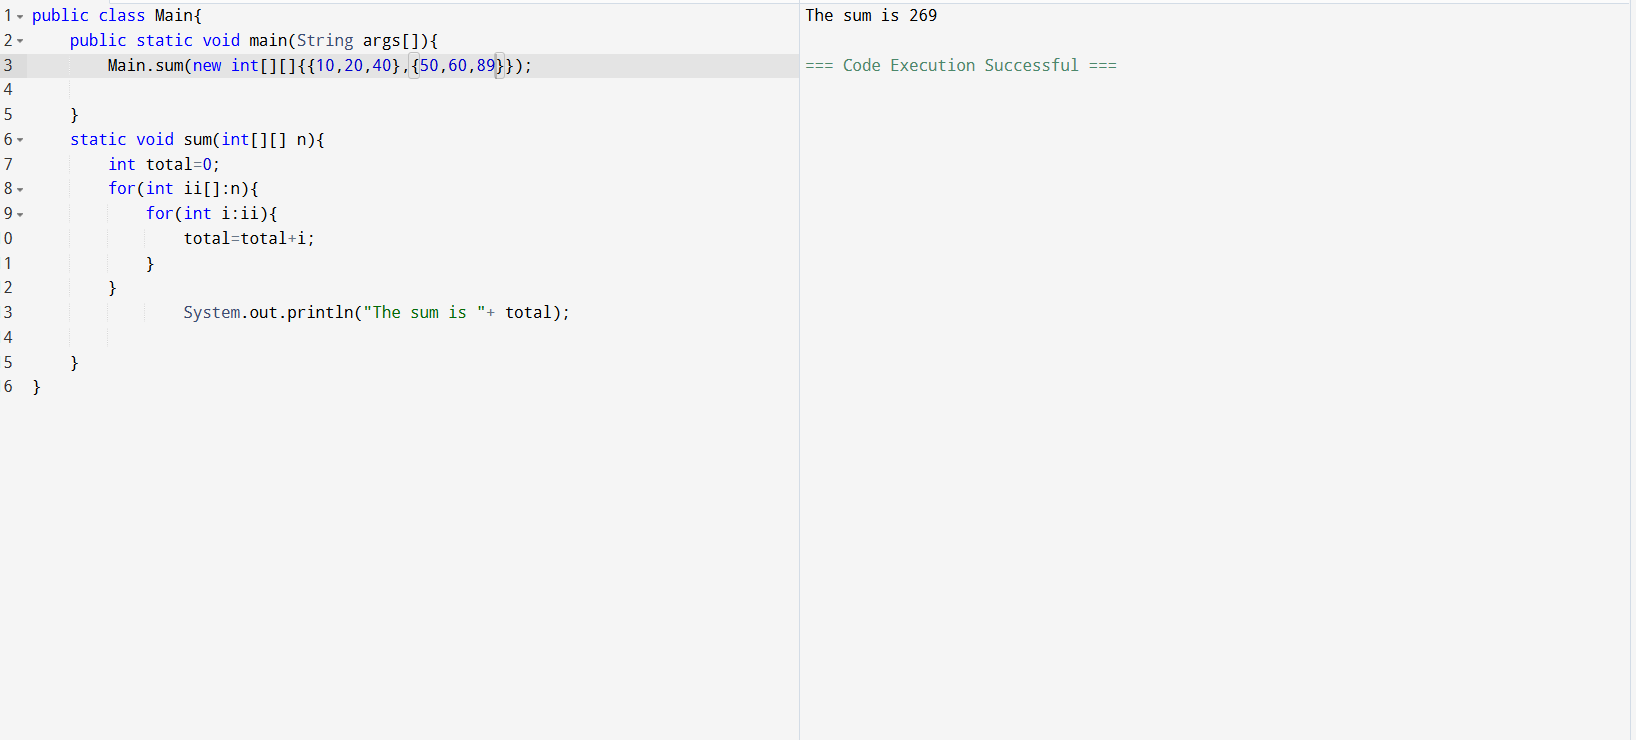 1 public class Main{
2 public static void main(String args[]){
3 Main.sum(new int[][]{{10,20,40},{50,60,89}});
4
5 }
6 static void sum(int[][] n){
7 int total=0;
8 for(int ii[]:n){
9 for(int i:ii){
0 total=total+i;
1 }
2 }
3 System.out.println("The sum is "+ total);
4
5 }
6 }
The sum is 269
=== Code Execution Successful ===